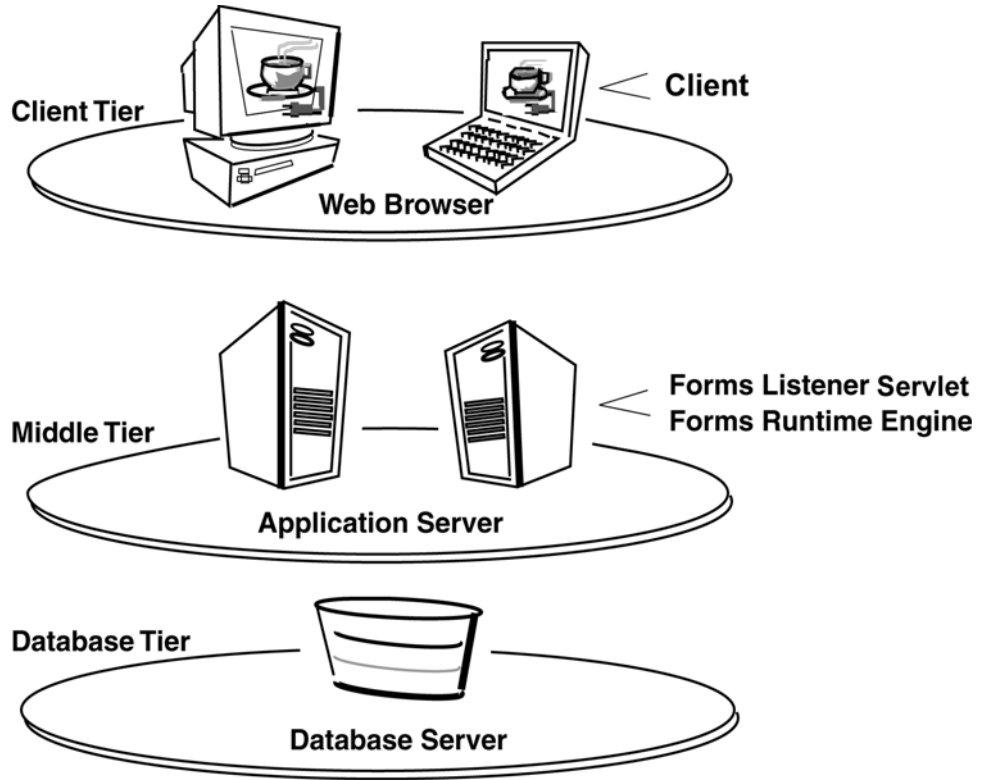 Client Tier
Client
Web Browser
Middle Tier
Forms Listener Servlet
Forms Runtime Engine
Application Server
Database Tier
Database Server